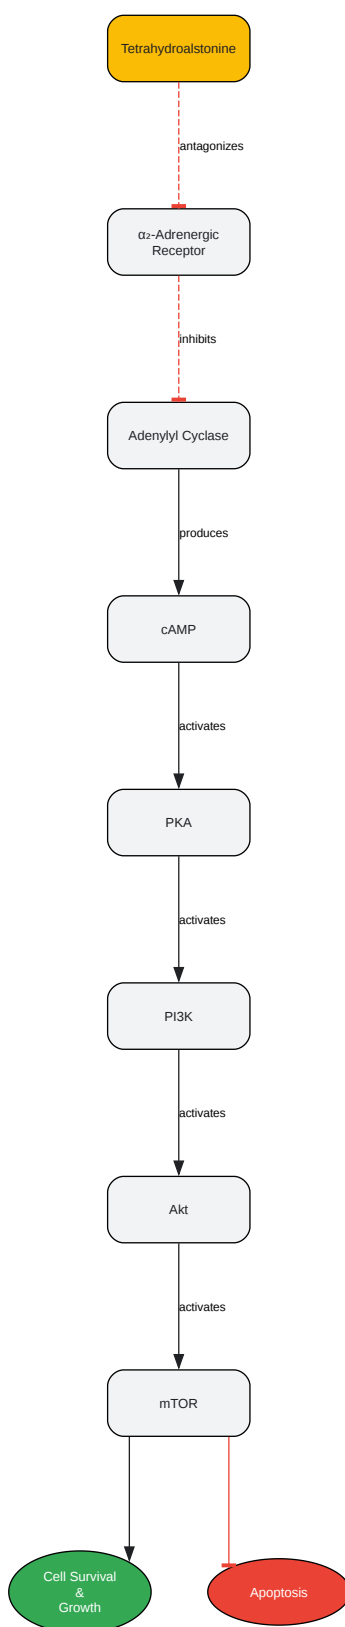 Tetrahydroalstonine
antagonizes
α₂-Adrenergic
Receptor
inhibits
Adenylyl Cyclase
produces
cAMP
activates
PKA
activates
PI3K
activates
Akt
activates
mTOR
Cell Survival
&
Growth
Apoptosis